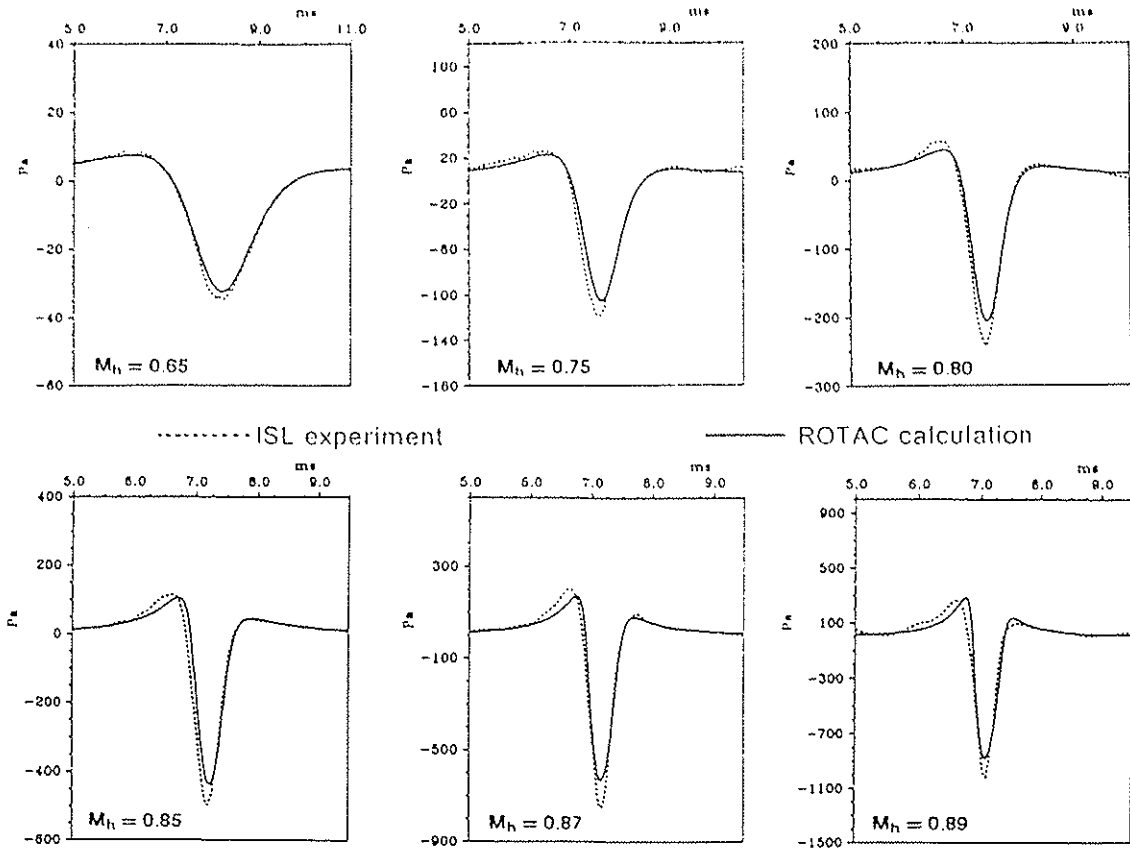 ms
5.0 7.0 9.0 11.0
40
20
0
-20
-40
-60
Pa
M_h = 0.65
ms
5.0 7.0 9.0
100
60
20
-20
-60
-100
-140
-180
Pa
M_h = 0.75
ms
5.0 7.0 9.0
200
100
0
-100
-200
-300
Pa
M_h = 0.80
ISL experiment
ROTAC calculation
ms
5.0 6.0 7.0 8.0 9.0
400
200
0
-200
-400
-600
Pa
M_h = 0.85
ms
5.0 6.0 7.0 8.0 9.0
300
-100
-500
-900
Pa
M_h = 0.87
ms
5.0 6.0 7.0 8.0 9.0
900
500
100
-300
-700
-1100
-1500
Pa
M_h = 0.89